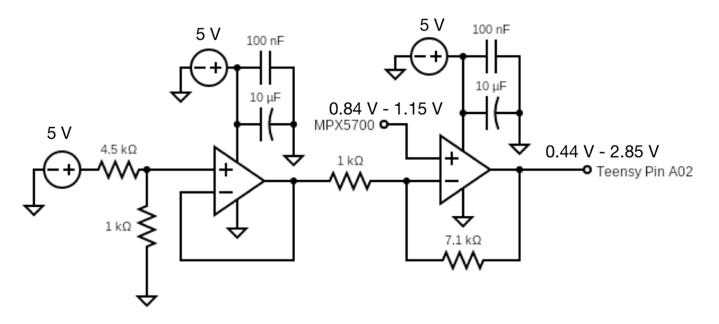 5 V
5 V
100 nF
100 nF
10 µF
10 µF
0.84 V - 1.15 V
MPX5700
5 V
0.44 V - 2.85 V
4.5 kΩ
1 kΩ
Teensy Pin A02
1 kΩ
7.1 kΩ